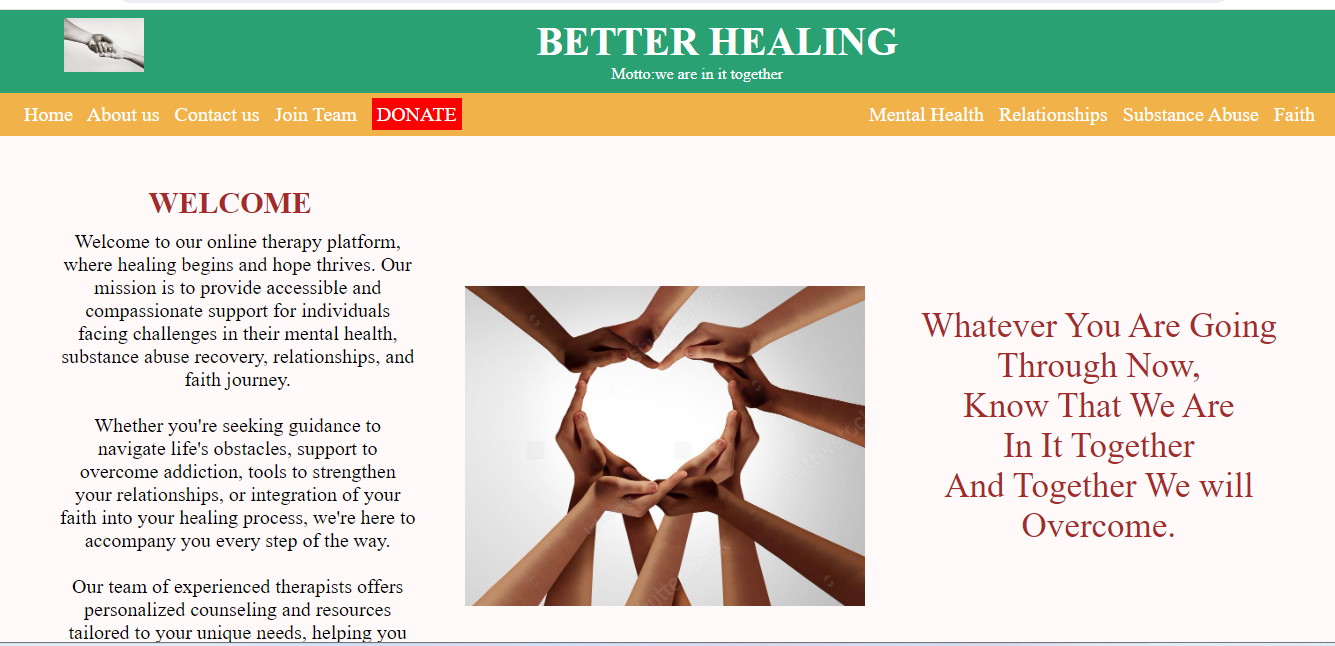 BETTER HEALING
Motto:we are in it together
Home About us Contact us Join Team DONATE Mental Health Relationships Substance Abuse Faith
WELCOME
Welcome to our online therapy platform,
where healing begins and hope thrives. Our
mission is to provide accessible and
compassionate support for individuals
facing challenges in their mental health,
substance abuse recovery, relationships, and
faith journey.
Whether you're seeking guidance to
navigate life's obstacles, support to
overcome addiction, tools to strengthen
your relationships, or integration of your
faith into your healing process, we're here to
accompany you every step of the way.
Our team of experienced therapists offers
personalized counseling and resources
tailored to your unique needs, helping you
Whatever You Are Going
Through Now,
Know That We Are
In It Together
And Together We will
Overcome.